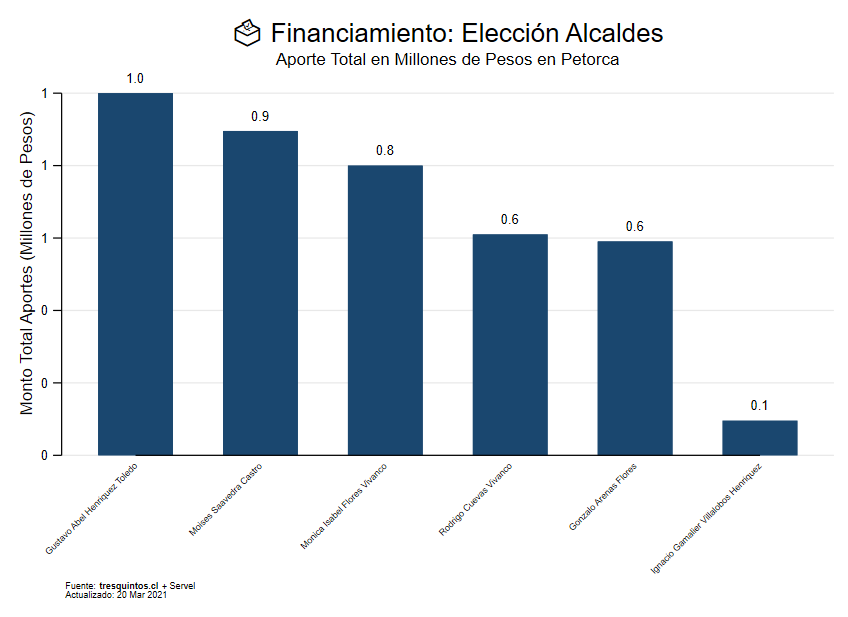 Financiamiento: Elección Alcaldes
Aporte Total en Millones de Pesos en Petorca
Monto Total Aportes (Millones de Pesos)
1
1
1
0
0
0
1.0
0.9
0.8
0.6
0.6
0.1
Gustavo Abel Henriquez Toledo
Moises Saavedra Castro
Monica Isabel Flores Vivanco
Rodrigo Cuevas Vivanco
Gonzalo Arenas Flores
Ignacio Gamalier Villalobos Henriquez
Fuente: tresquintos.cl + Servel
Actualizado: 20 Mar 2021